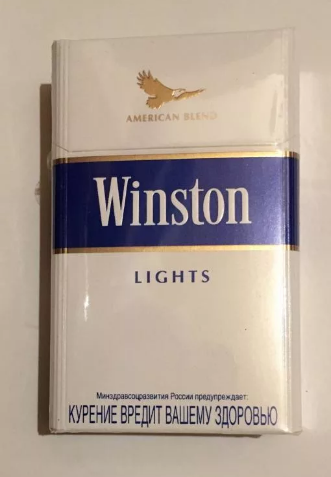 AMERICAN BLEND
Winston
LIGHTS
Минздравсоцразвития России предупреждает:
КУРЕНИЕ ВРЕДИТ ВАШЕМУ ЗДОРОВЬЮ